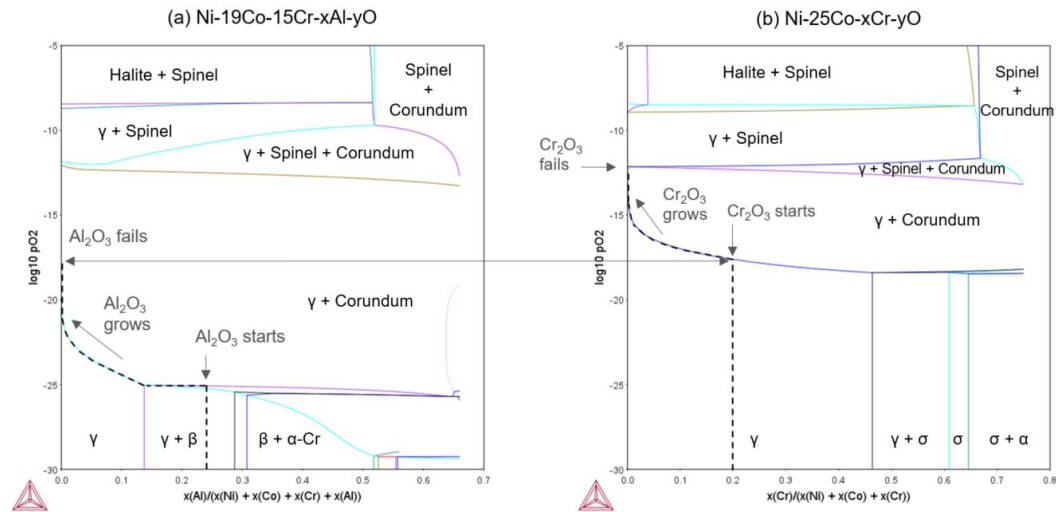 (a) Ni-19Co-15Cr-xAl-yO
-5
-10
-15
-20
-25
-30
log10 pO2
Halite + Spinel
Spinel
+
Corundum
γ + Spinel
γ + Spinel + Corundum
Al₂O₃ fails
γ + Corundum
Al₂O₃
grows
Al₂O₃ starts
γ
γ + β
β + α-Cr
0.0
0.1
0.2
0.3
0.4
0.5
0.6
0.7
x(Al)/(x(Ni) + x(Co) + x(Cr) + x(Al))
(b) Ni-25Co-xCr-yO
-5
-10
-15
-20
-25
-30
log10 pO2
Halite + Spinel
Spinel
+
Corundum
γ + Spinel
Cr₂O₃
fails
γ + Spinel + Corundum
Cr₂O₃
grows
Cr₂O₃ starts
γ + Corundum
γ
γ + σ
σ
σ + α
0.0
0.1
0.2
0.3
0.4
0.5
0.6
0.7
0.8
x(Cr)/(x(Ni) + x(Co) + x(Cr))